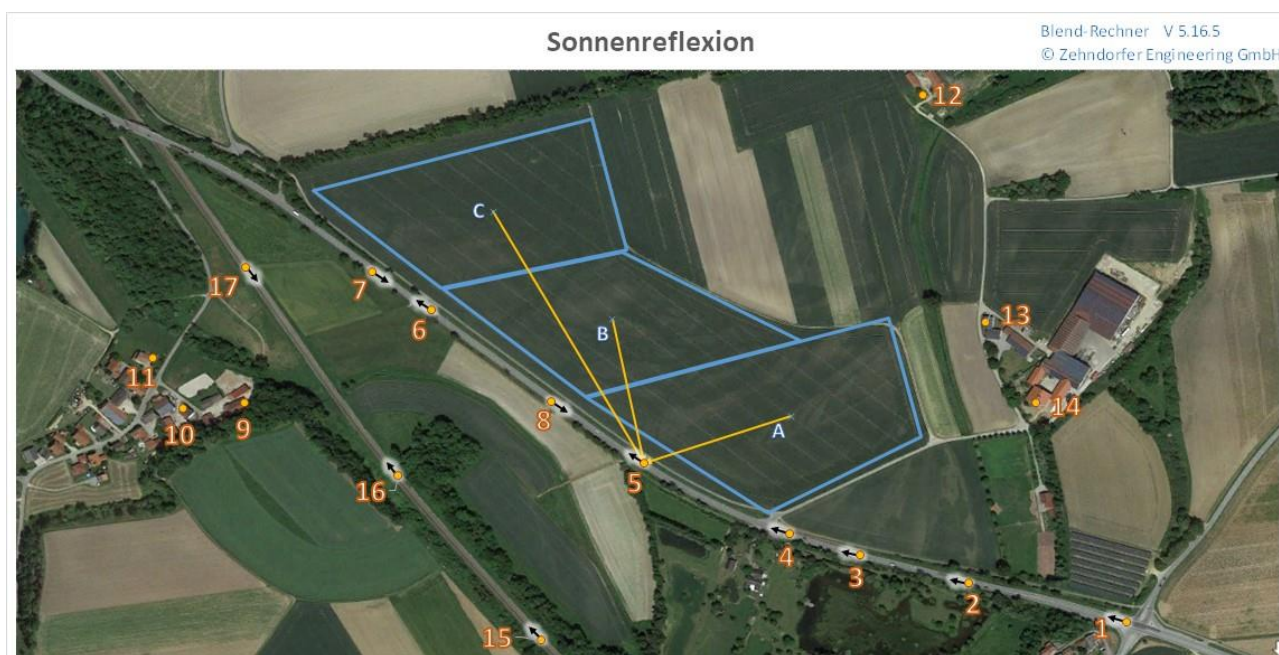 Sonnenreflexion
Blend-Rechner V 5.16.5
© Zehndorfer Engineering GmbH
12
C
17
7
6
B
13
11
10
9
8
A
14
5
16
4
3
2
15
1